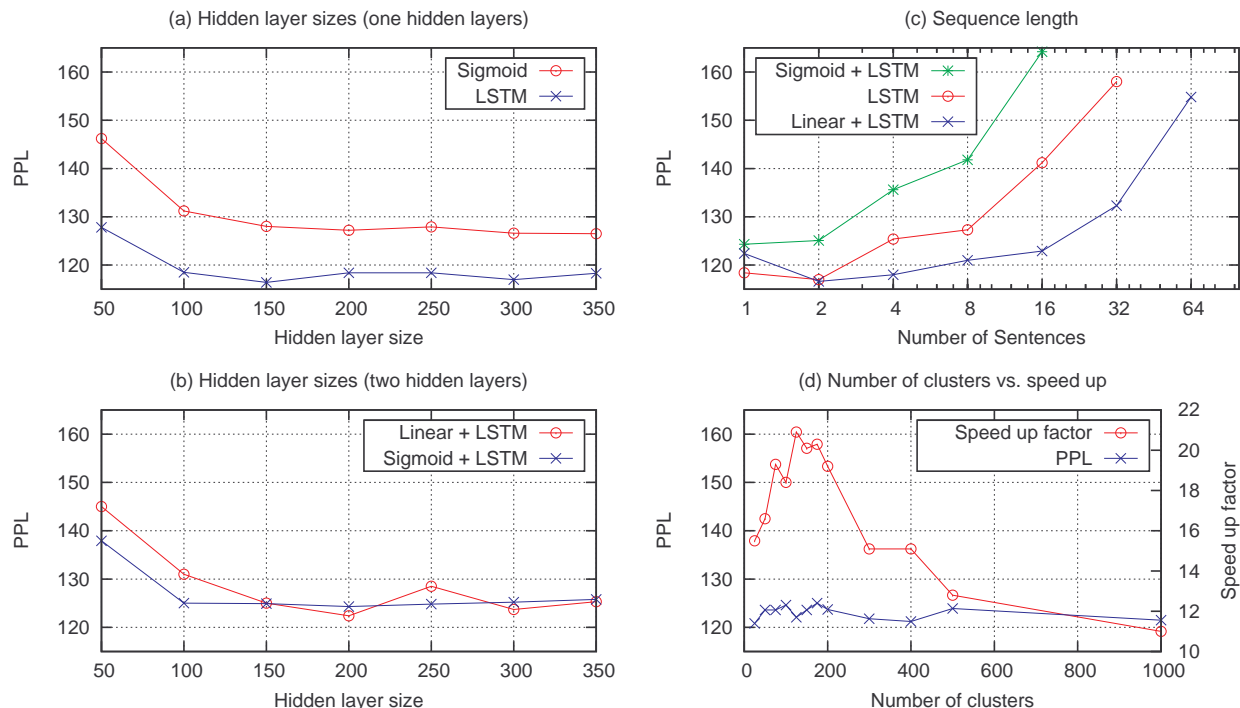 (a) Hidden layer sizes (one hidden layers)
PPL
160
150
140
130
120
50 100 150 200 250 300 350
Hidden layer size
Sigmoid
LSTM
(c) Sequence length
PPL
160
150
140
130
120
1 2 4 8 16 32 64
Number of Sentences
Sigmoid + LSTM
LSTM
Linear + LSTM
(b) Hidden layer sizes (two hidden layers)
PPL
160
150
140
130
120
50 100 150 200 250 300 350
Hidden layer size
Linear + LSTM
Sigmoid + LSTM
(d) Number of clusters vs. speed up
PPL
160
150
140
130
120
0 200 400 600 800 1000
Number of clusters
Speed up factor
PPL
22
20
18
16
14
12
10
Speed up factor